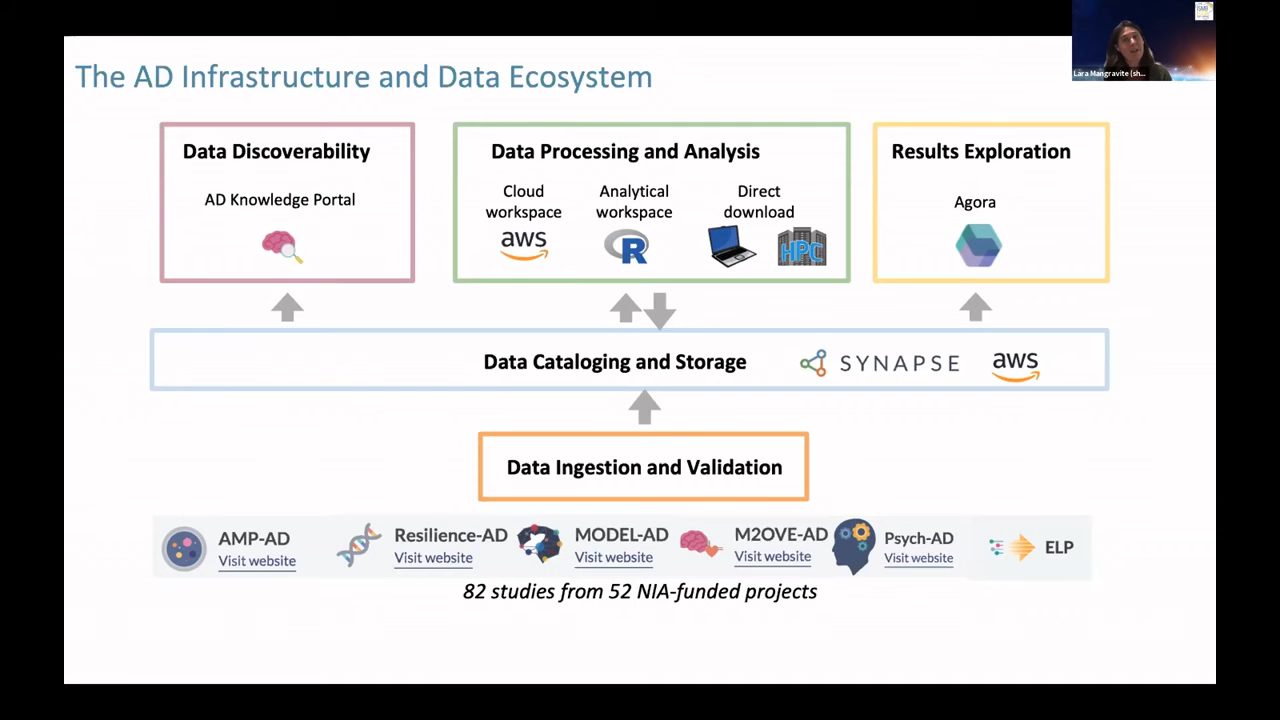 The AD Infrastructure and Data Ecosystem
Lara Mangravite (sh...
Data Discoverability
AD Knowledge Portal
Data Processing and Analysis
Cloud
workspace
aws
Analytical
workspace
R
Direct
download
HPC
Results Exploration
Agora
Data Cataloging and Storage
SYNAPSE
aws
Data Ingestion and Validation
AMP-AD
Visit website
Resilience-AD
Visit website
MODEL-AD
Visit website
M2OVE-AD
Visit website
Psych-AD
Visit website
ELP
82 studies from 52 NIA-funded projects